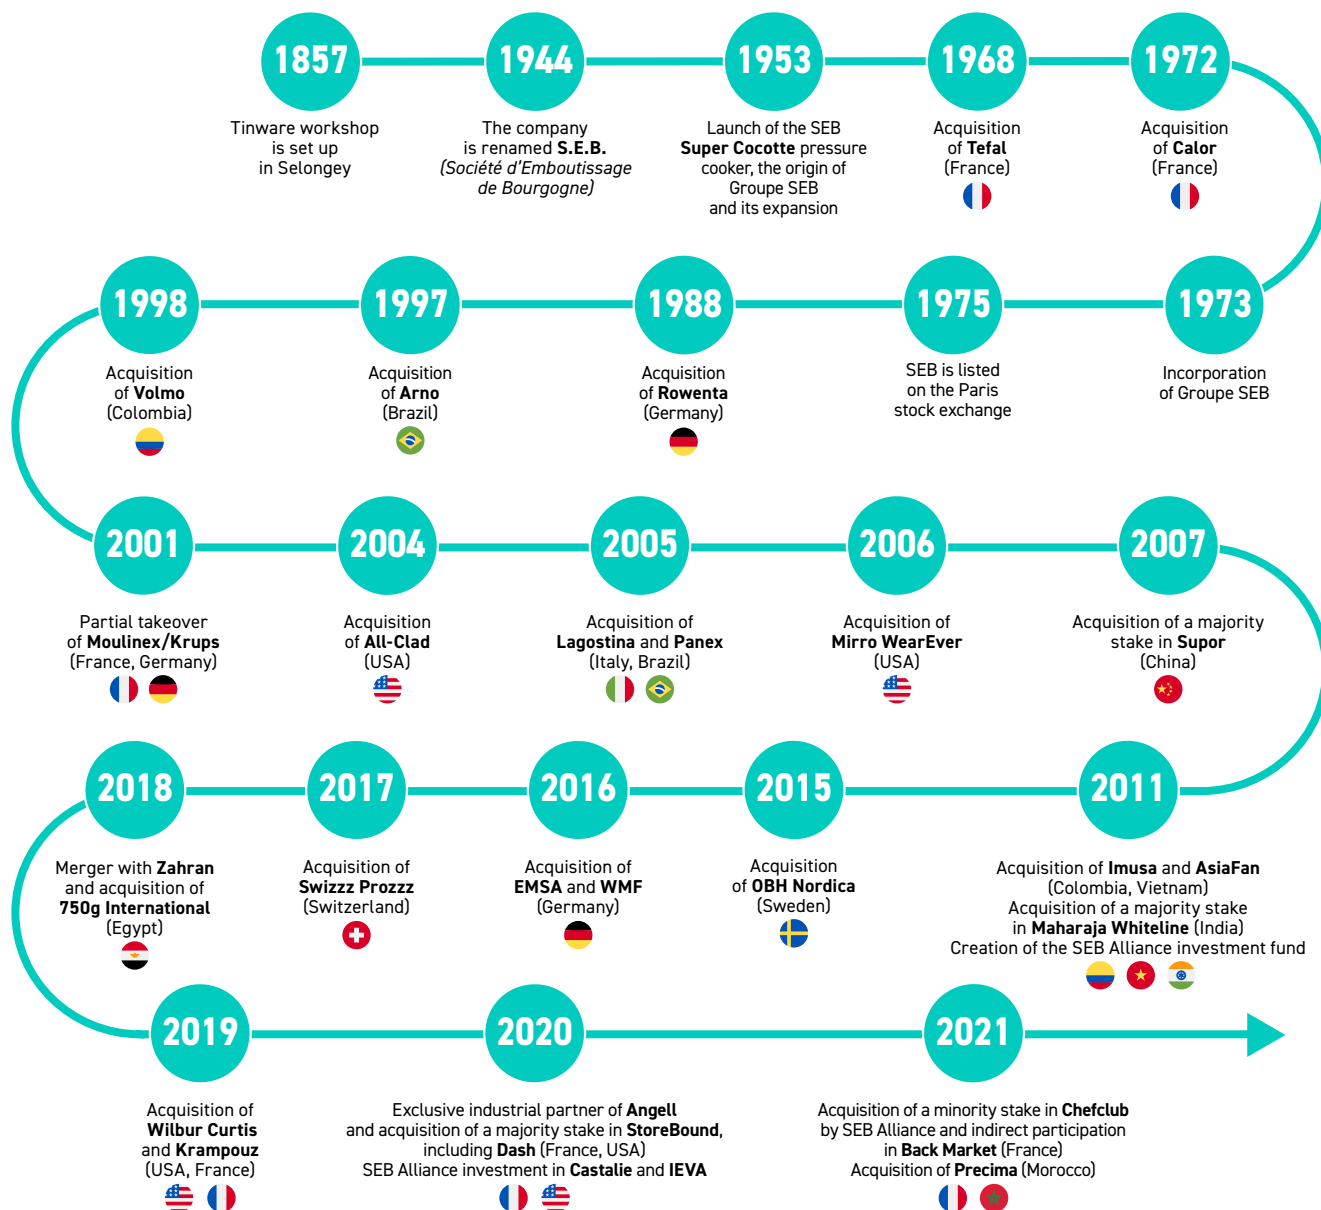 1857
Tinware workshop
is set up
in Selongey
1944
The company
is renamed S.E.B.
(Société d'Emboutissage
de Bourgogne)
1953
Launch of the SEB
Super Cocotte pressure
cooker, the origin of
Groupe SEB
and its expansion
1968
Acquisition
of Tefal
(France)
1972
Acquisition
of Calor
(France)
1973
Incorporation
of Groupe SEB
1975
SEB is listed
on the Paris
stock exchange
1988
Acquisition
of Rowenta
(Germany)
1997
Acquisition
of Arno
(Brazil)
1998
Acquisition
of Volmo
(Colombia)
2001
Partial takeover
of Moulinex/Krups
(France, Germany)
2004
Acquisition
of All-Clad
(USA)
2005
Acquisition of
Lagostina and Panex
(Italy, Brazil)
2006
Acquisition of
Mirro WearEver
(USA)
2007
Acquisition of a majority
stake in Supor
(China)
2011
Acquisition of Imusa and AsiaFan
(Colombia, Vietnam)
Acquisition of a majority stake
in Maharaja Whiteline (India)
Creation of the SEB Alliance investment fund
2015
Acquisition
of OBH Nordica
(Sweden)
2016
Acquisition of
EMSA and WMF
(Germany)
2017
Acquisition of
Swizzz Prozzz
(Switzerland)
2018
Merger with Zahran
and acquisition of
750g International
(Egypt)
2019
Acquisition of
Wilbur Curtis
and Krampouz
(USA, France)
2020
Exclusive industrial partner of Angell
and acquisition of a majority stake in StoreBound,
including Dash (France, USA)
SEB Alliance investment in Castalie and IEVA
2021
Acquisition of a minority stake in Chefclub
by SEB Alliance and indirect participation
in Back Market (France)
Acquisition of Precima (Morocco)